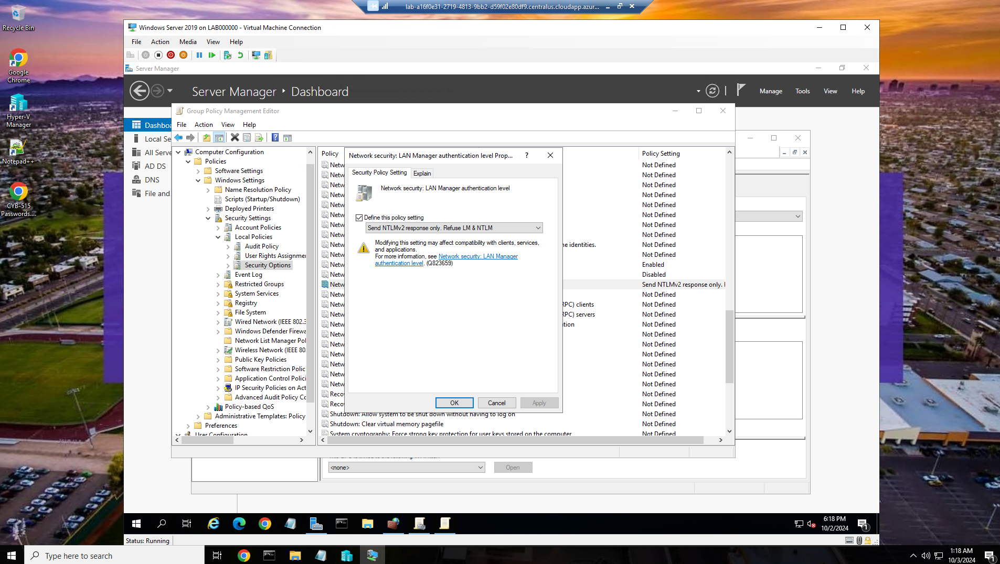 lab-a16f0e31-2719-4813-9bb2-d59f02e80df9.centralus.cloudapp.azur...
Recycle Bin
Google
Chrome
Hyper-V
Manager
Notepad++
CYB-515
Passwords....
Windows Server 2019 on LAB000000 - Virtual Machine Connection
File Action Media View Help
Server Manager
Server Manager Dashboard
Manage Tools View Help
Dashboa
Local Se
All Serve
AD DS
DNS
File and
Group Policy Management Editor
File Action View Help
Computer Configuration
Policies
Software Settings
Windows Settings
Name Resolution Policy
Scripts (Startup/Shutdown)
Deployed Printers
Security Settings
Account Policies
Local Policies
Audit Policy
User Rights Assignmer
Security Options
Event Log
Restricted Groups
System Services
Registry
File System
Wired Network (IEEE 802.3
Windows Defender Firewa
Network List Manager Pol
Wireless Network (IEEE 80
Public Key Policies
Software Restriction Polic
Application Control Polici
IP Security Policies on Act
Advanced Audit Policy Cc
Policy-based QoS
Administrative Templates: Policy
Preferences
User Configuration
Policy
Policy Setting
Netw Not Defined
Netw Not Defined
Netw Not Defined
Netw Not Defined
Netw Not Defined
Netw Not Defined
Netw Not Defined
Netw Not Defined
Netw ne identities. Not Defined
Netw Not Defined
Netw Enabled
Netw Disabled
Netw Send NTLMv2 response only. I
Netw Not Defined
Netw RPC) clients Not Defined
Netw RPC) servers Not Defined
Netw ation Not Defined
Netw Not Defined
Netw Not Defined
Netw Not Defined
Netw Not Defined
Netw Not Defined
Netw Not Defined
Reco Not Defined
Reco Not Defined
Shutdown: Allow system to be shut down without having to log on Not Defined
Shutdown: Clear virtual memory pagefile Not Defined
System cryptography: Force strong key protection for user keys stored on the computer Not Defined
Network security: LAN Manager authentication level Prop... ?
Security Policy Setting Explain
Network security: LAN Manager authentication level
Define this policy setting
Send NTLMv2 response only. Refuse LM & NTLM
Modifying this setting may affect compatibility with clients, services,
and applications.
For more information, see Network security: LAN Manager
authentication level. (Q823659)
OK Cancel Apply
<none> Open
6:18 PM
10/2/2024
1
Status: Running
Type here to search
1:18 AM
10/3/2024
1